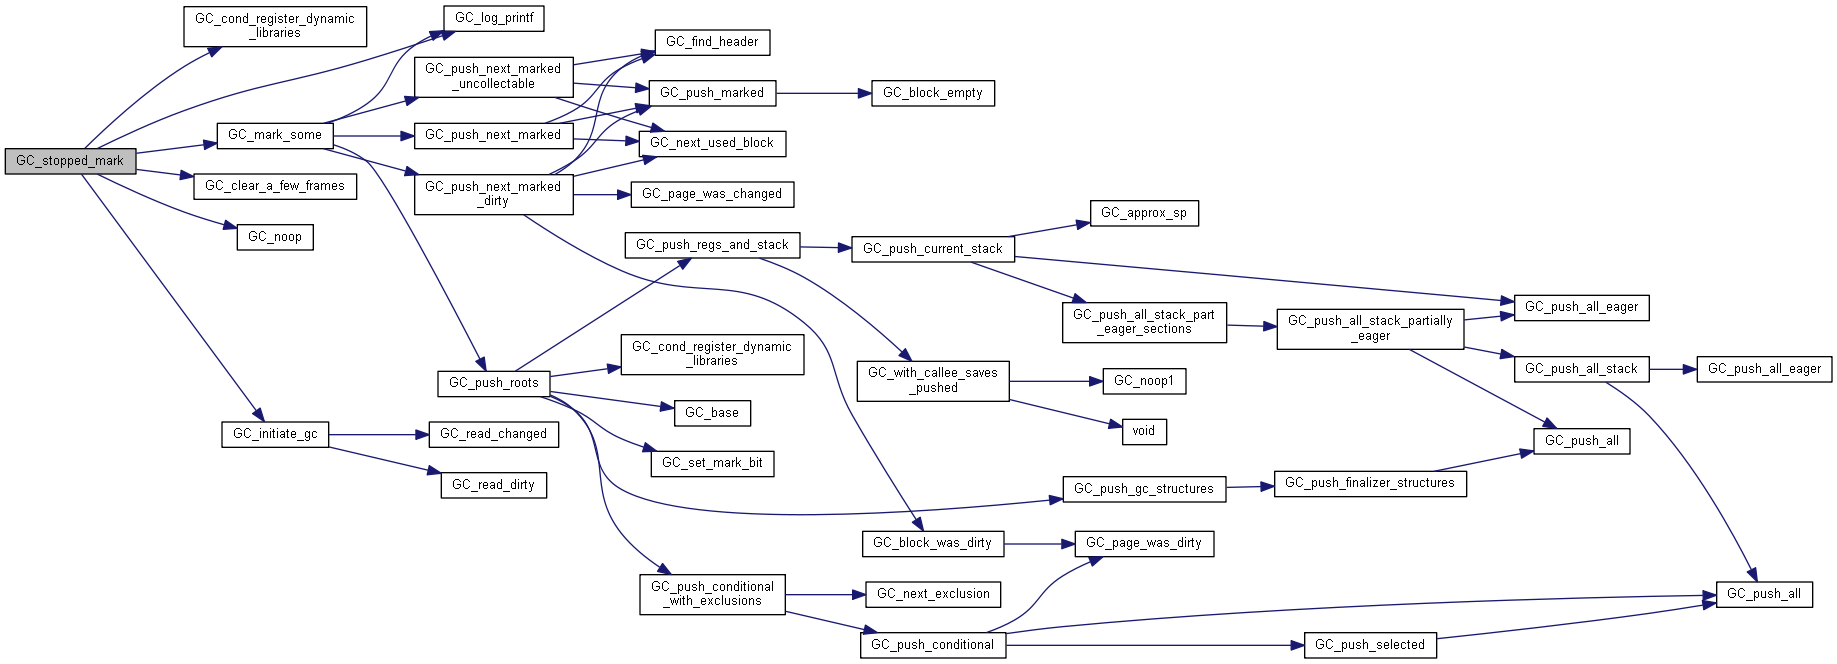 GC_stopped_mark
GC_cond_register_dynamic
_libraries
GC_log_printf
GC_mark_some
GC_clear_a_few_frames
GC_noop
GC_initiate_gc
GC_push_next_marked
_uncollectable
GC_push_next_marked
GC_push_next_marked
_dirty
GC_push_roots
GC_read_changed
GC_read_dirty
GC_find_header
GC_push_marked
GC_next_used_block
GC_page_was_changed
GC_push_regs_and_stack
GC_cond_register_dynamic
_libraries
GC_base
GC_set_mark_bit
GC_push_conditional
_with_exclusions
GC_block_empty
GC_push_current_stack
GC_with_callee_saves
_pushed
GC_block_was_dirty
GC_next_exclusion
GC_push_conditional
GC_approx_sp
GC_push_all_stack_part
_eager_sections
GC_noop1
void
GC_push_gc_structures
GC_page_was_dirty
GC_push_all_stack_partially
_eager
GC_push_finalizer_structures
GC_push_selected
GC_push_all_eager
GC_push_all_stack
GC_push_all
GC_push_all_eager
GC_push_all